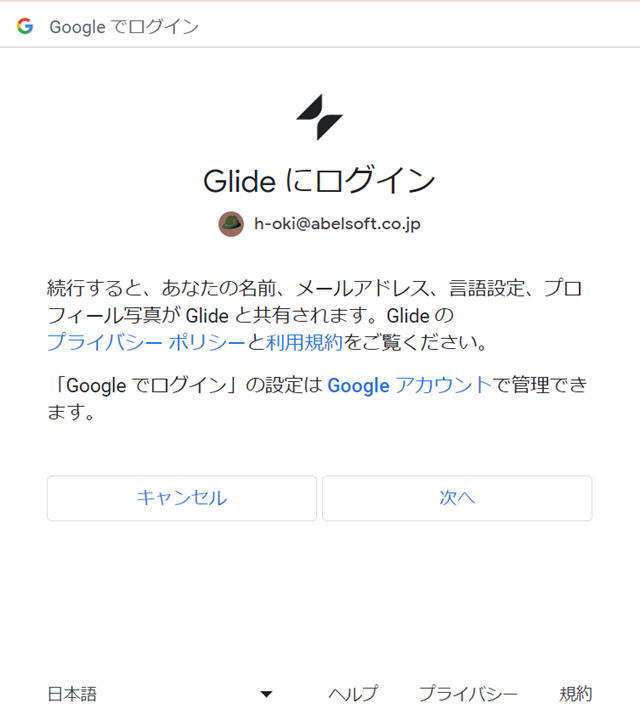 Google でログイン
Glide にログイン
h-oki@abelsoft.co.jp
続行すると、あなたの名前、メールアドレス、言語設定、プロ
フィール写真が Glide と共有されます。Glide の
プライバシー ポリシーと利用規約をご覧ください。
「Google でログイン」の設定は Google アカウントで管理でき
ます。
キャンセル 次へ
日本語 ヘルプ プライバシー 規約